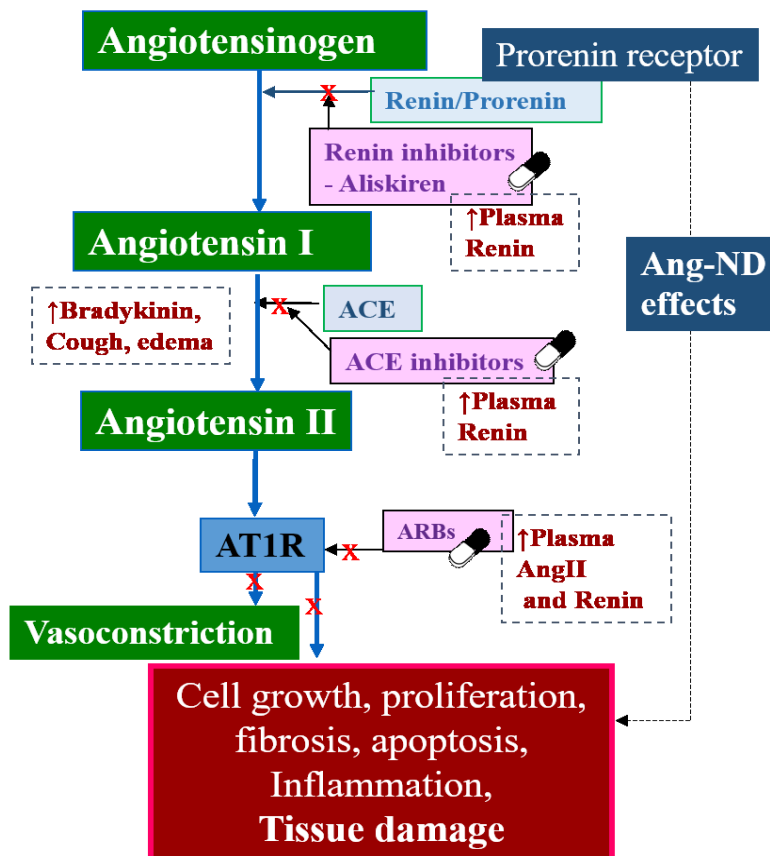 Angiotensinogen
Prorenin receptor
X
Renin/Prorenin
Renin inhibitors
- Aliskiren
↑Plasma
Renin
Angiotensin I
Ang-ND
effects
↑Bradykinin,
Cough, edema
X
ACE
ACE inhibitors
↑Plasma
Renin
Angiotensin II
ARBs
↑Plasma
AngII
and Renin
AT1R
X
X
X
Vasoconstriction
Cell growth, proliferation,
fibrosis, apoptosis,
Inflammation,
Tissue damage